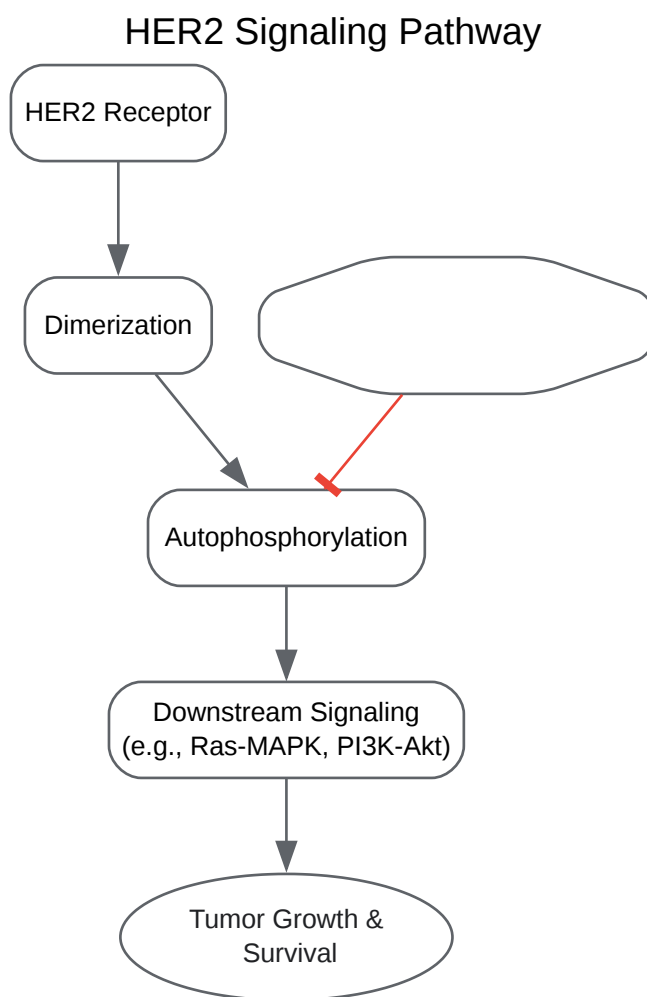 HER2 Signaling Pathway
HER2 Receptor
Dimerization
Autophosphorylation
Downstream Signaling
(e.g., Ras-MAPK, PI3K-Akt)
Tumor Growth &
Survival